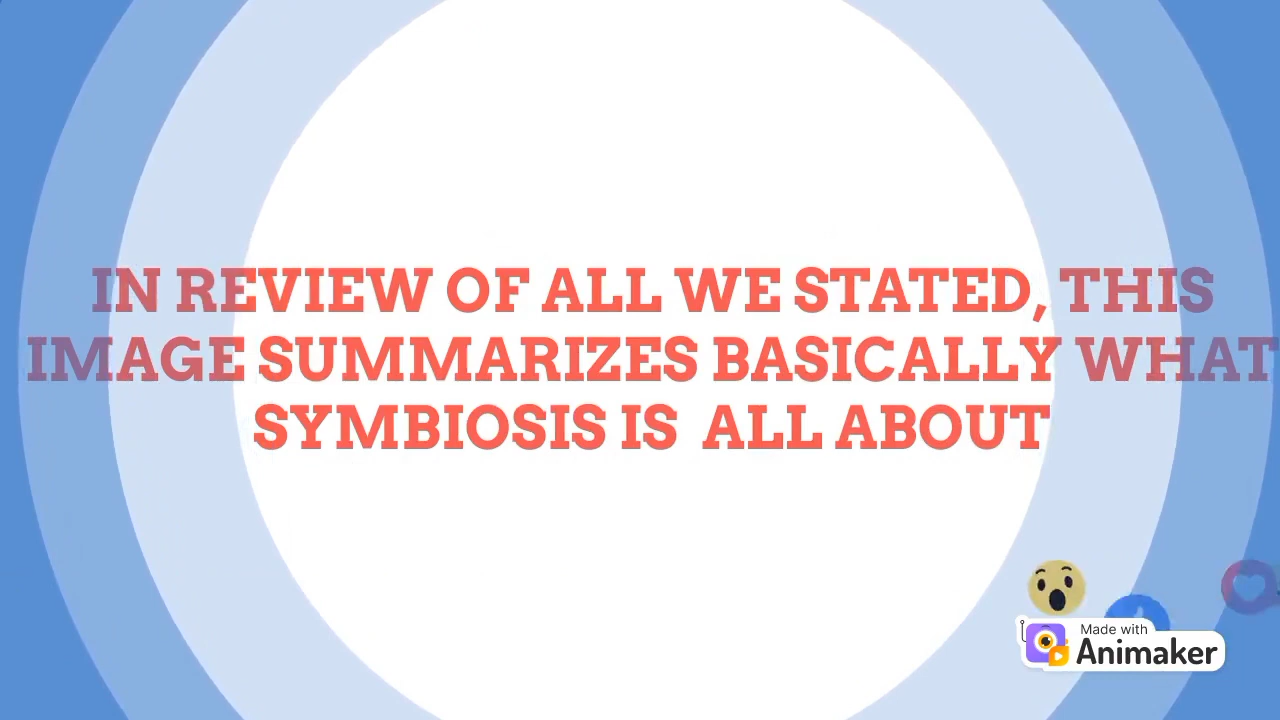 IN REVIEW OF ALL WE STATED, THIS
IMAGE SUMMARIZES BASICALLY WHAT
SYMBIOSIS IS ALL ABOUT
Made with
Animaker